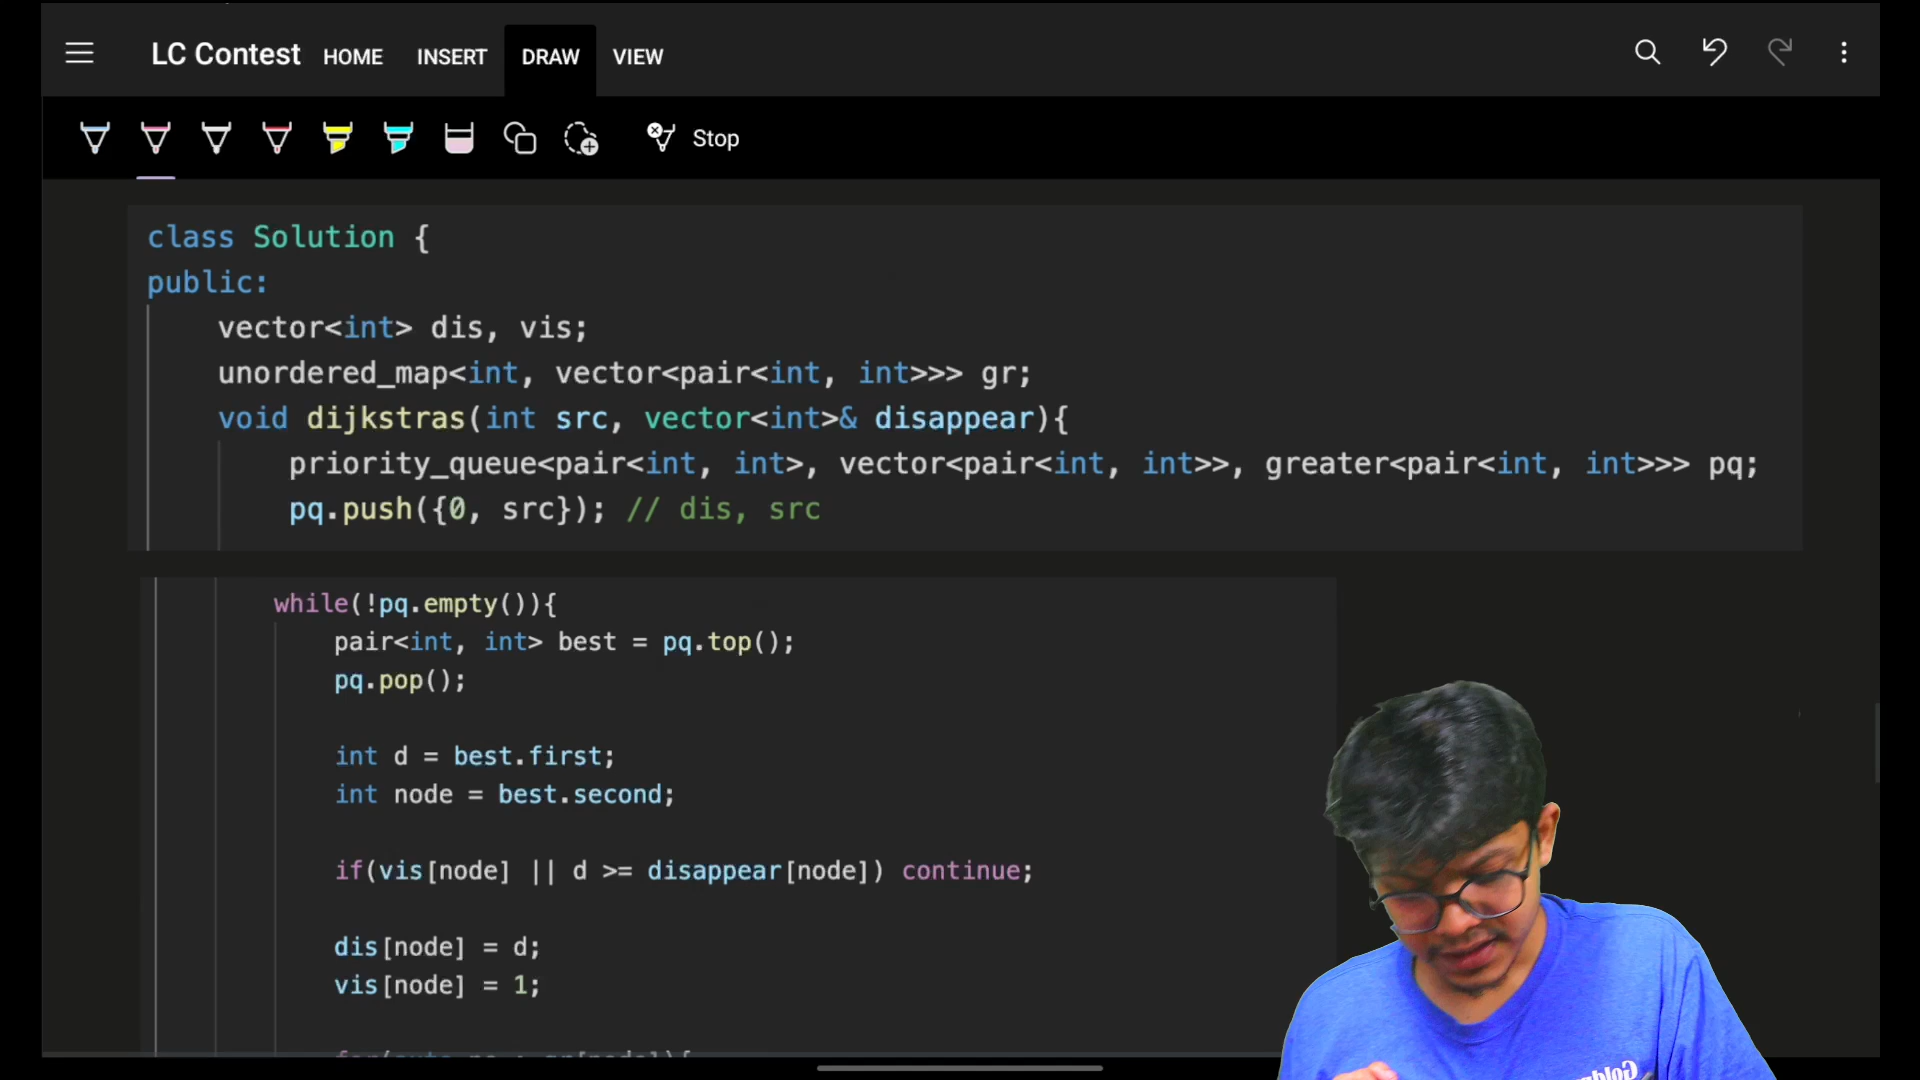 LC Contest HOME INSERT DRAW VIEW
Stop
class Solution {
public:
vector<int> dis, vis;
unordered_map<int, vector<pair<int, int>>> gr;
void dijkstras(int src, vector<int>& disappear){
priority_queue<pair<int, int>, vector<pair<int, int>>, greater<pair<int, int>>> pq;
pq.push({0, src}); // dis, src
while(!pq.empty()){
pair<int, int> best = pq.top();
pq.pop();
int d = best.first;
int node = best.second;
if(vis[node] || d >= disappear[node]) continue;
dis[node] = d;
vis[node] = 1;